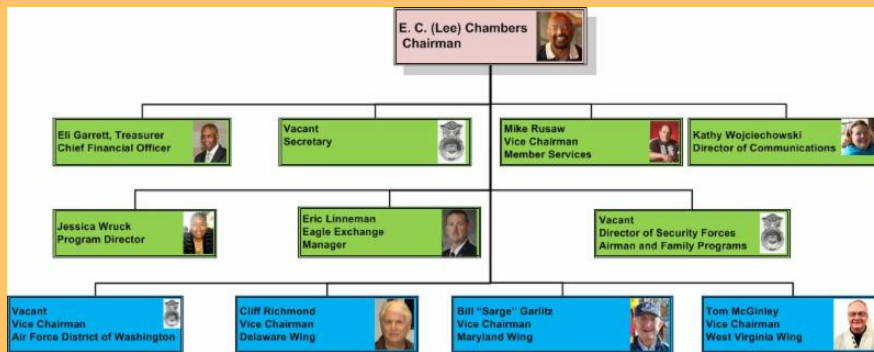 E. C. (Lee) Chambers
Chairman
Eli Garrett, Treasurer
Chief Financial Officer
Vacant
Secretary
Mike Rusaw
Vice Chairman
Member Services
Kathy Wojciechowski
Director of Communications
Jessica Wruck
Program Director
Eric Linneman
Eagle Exchange
Manager
Vacant
Director of Security Forces
Airman and Family Programs
Vacant
Vice Chairman
Air Force District of Washington
Cliff Richmond
Vice Chairman
Delaware Wing
Bill "Sarge" Garlitz
Vice Chairman
Maryland Wing
Tom McGinley
Vice Chairman
West Virginia Wing